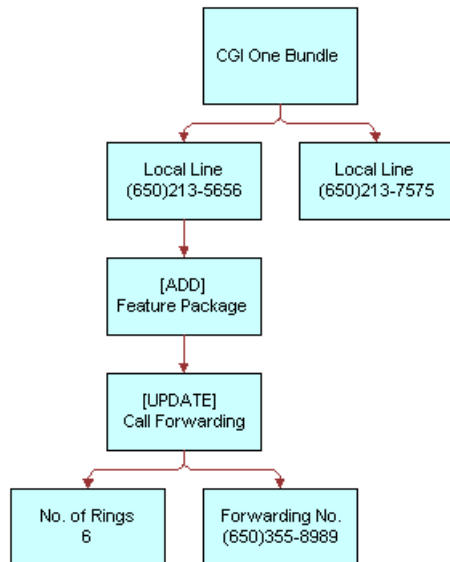 CGI One Bundle
Local Line
(650)213-5656
Local Line
(650)213-7575
[ADD]
Feature Package
[UPDATE]
Call Forwarding
No. of Rings
6
Forwarding No.
(650)355-8989